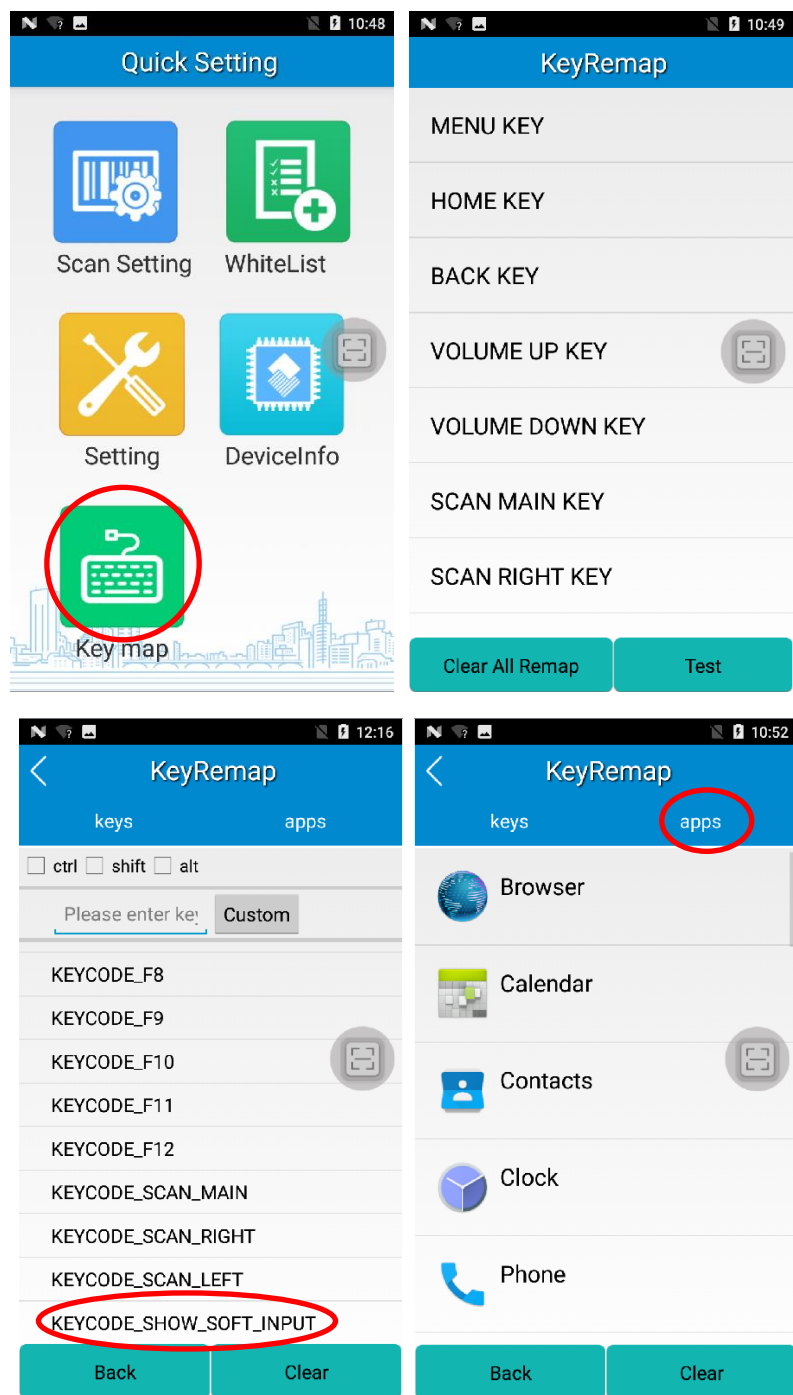 10:48
Quick Setting
Scan Setting
WhiteList
Setting
DeviceInfo
Key map
10:49
KeyRemap
MENU KEY
HOME KEY
BACK KEY
VOLUME UP KEY
VOLUME DOWN KEY
SCAN MAIN KEY
SCAN RIGHT KEY
Clear All Remap
Test
12:16
KeyRemap
keys
apps
ctrl shift alt
Please enter key
Custom
KEYCODE_F8
KEYCODE_F9
KEYCODE_F10
KEYCODE_F11
KEYCODE_F12
KEYCODE_SCAN_MAIN
KEYCODE_SCAN_RIGHT
KEYCODE_SCAN_LEFT
KEYCODE_SHOW_SOFT_INPUT
Back
Clear
10:52
KeyRemap
keys
apps
Browser
Calendar
Contacts
Clock
Phone
Back
Clear